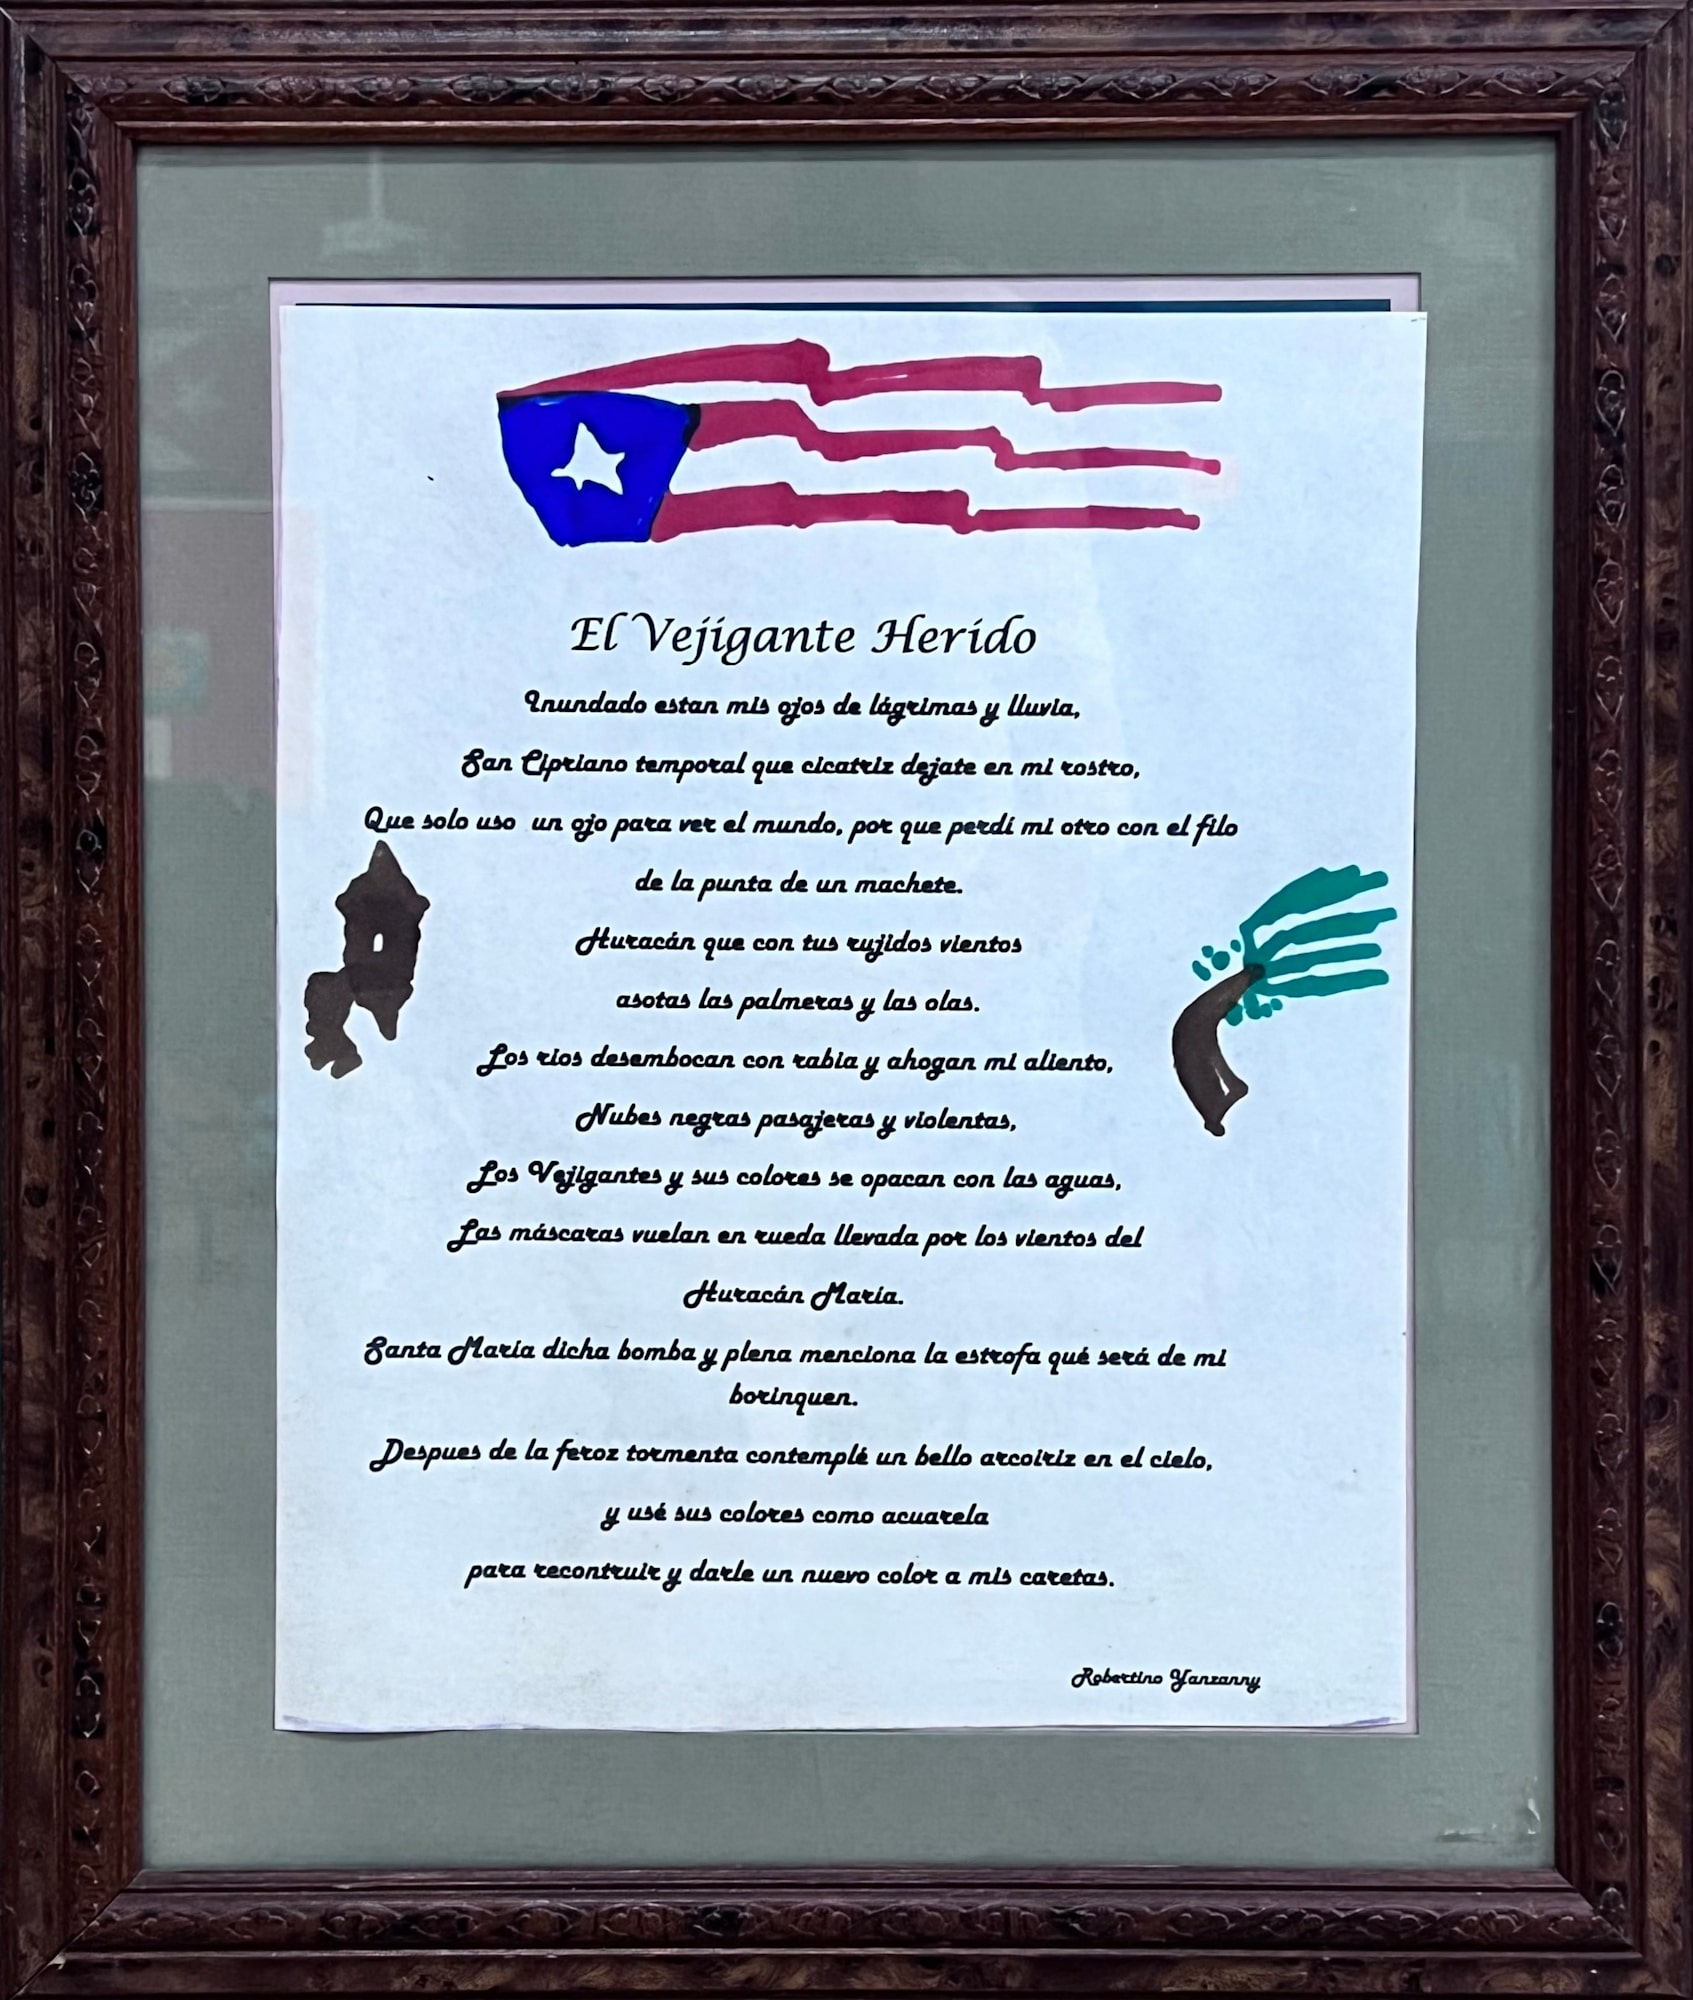 El Vejigante Herido
Inundado estan mis ojos de lágrimas y lluvia,
San Cipriano temporal que cicatriz dejate en mi rostro,
Que solo uso un ojo para ver el mundo, por que perdí mi otro con el filo
de la punta de un machete.
Huracán que con tus rujidos vientos
asotas las palmeras y las olas.
Los rios desembocan con rabia y ahogan mi aliento,
Nubes negras pasajeras y violentas,
Los Vejigantes y sus colores se opacan con las aguas,
Las máscaras vuelan en rueda llevada por los vientos del
Huracán María.
Santa María dicha bomba y plena menciona la estrofa qué será de mi
borinquen.
Despues de la feroz tormenta contemplé un bello arcoiriz en el cielo,
y usé sus colores como acuarela
para recontruir y darle un nuevo color a mis caretas.
Robertino Yanzanny